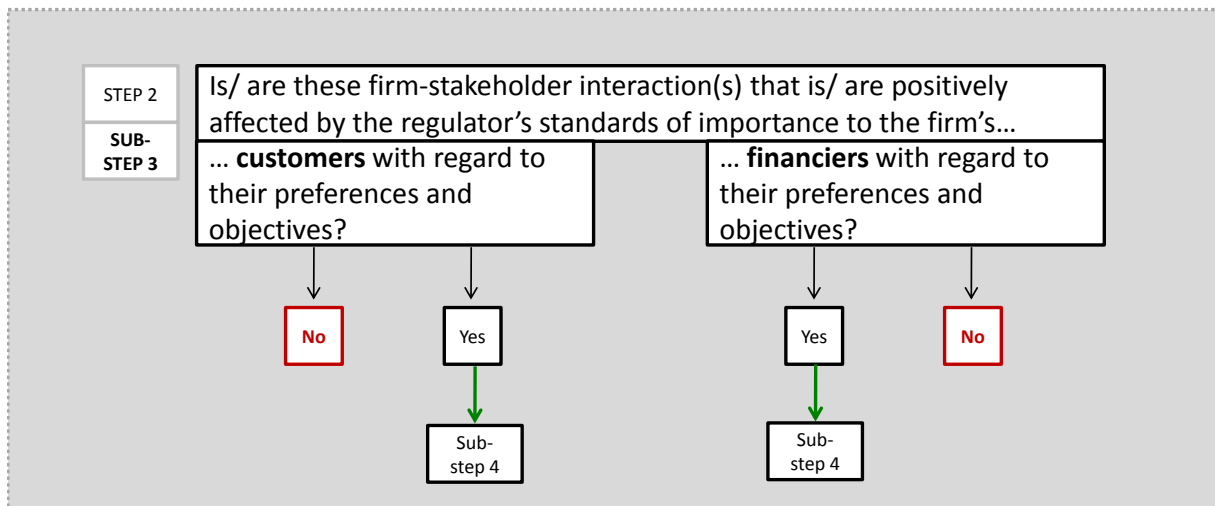 STEP 2
Is/ are these firm-stakeholder interaction(s) that is/ are positively
affected by the regulator’s standards of importance to the firm’s…
SUB-
STEP 3
… customers with regard to
their preferences and
objectives?
… financiers with regard to
their preferences and
objectives?
No
Yes
Yes
No
Sub-
step 4
Sub-
step 4